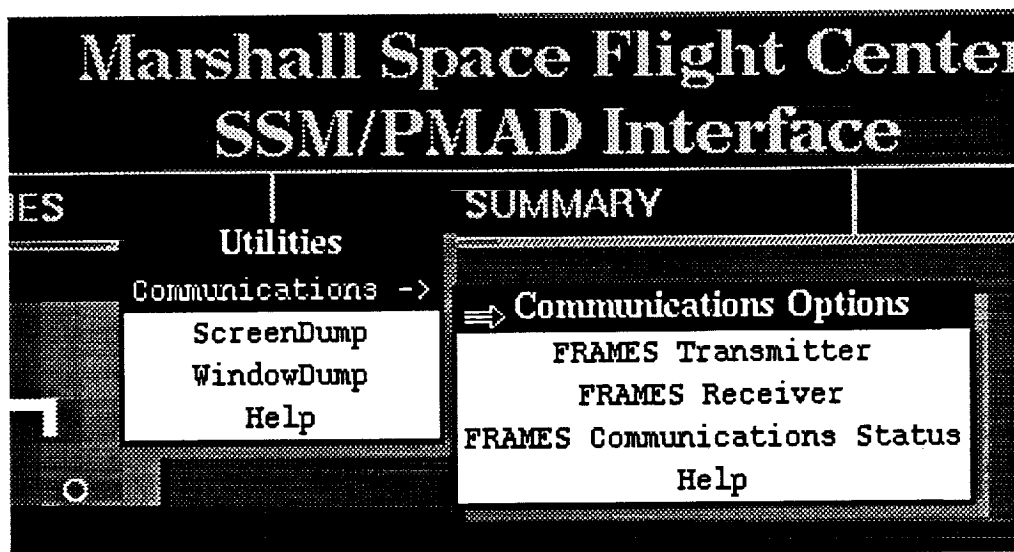 Marshall Space Flight Center
SSM/PMAD Interface
SUMMARY
Utilities
Communications ->
ScreenDump
WindowDump
Help
Communications Options
FRAMES Transmitter
FRAMES Receiver
FRAMES Communications Status
Help